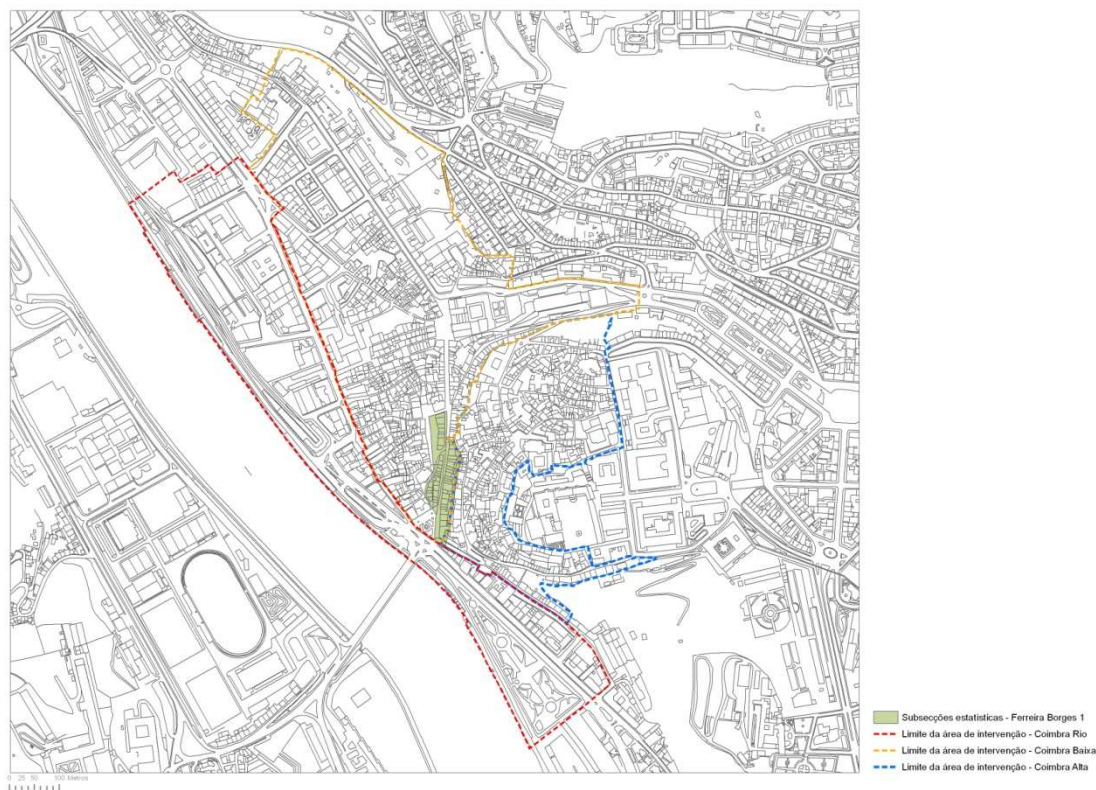 Subsecções estatísticas - Ferreira Borges 1
Limite da área de intervenção - Coimbra Rio
Limite da área de intervenção - Coimbra Baixa
Limite da área de intervenção - Coimbra Alta
0 25 50 100 Metros